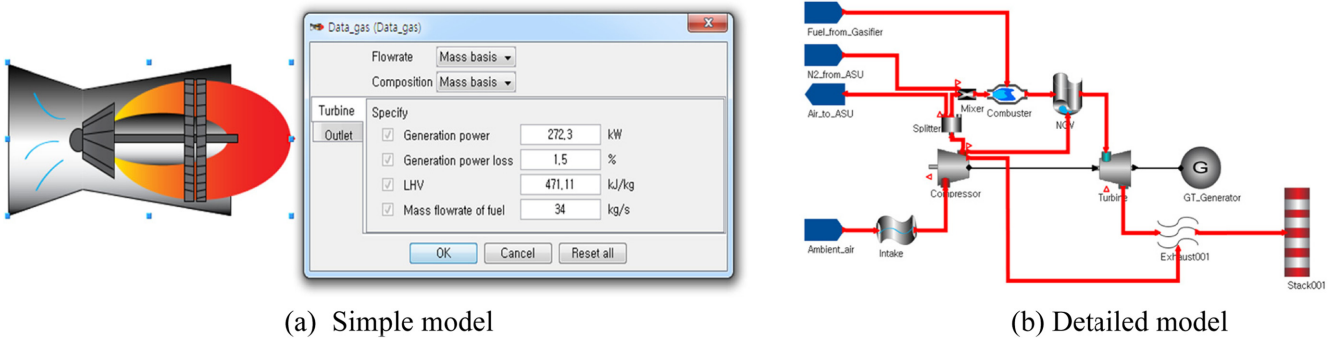 Data_gas (Data_gas)
Flowrate Mass basis
Composition Mass basis
Turbine
Outlet
Specify
Generation power 272.3 kW
Generation power loss 1.5 %
LHV 471.11 kJ/kg
Mass flowrate of fuel 34 kg/s
OK Cancel Reset all
(a) Simple model
Fuel_from_Gasifier
N2_from_ASU
Air_to_ASU
Mixer
Combuster
NGV
Splitter
Compressor
Turbine
G
GT_Generator
Ambient_air
Intake
Exhaust001
Stack001
(b) Detailed model